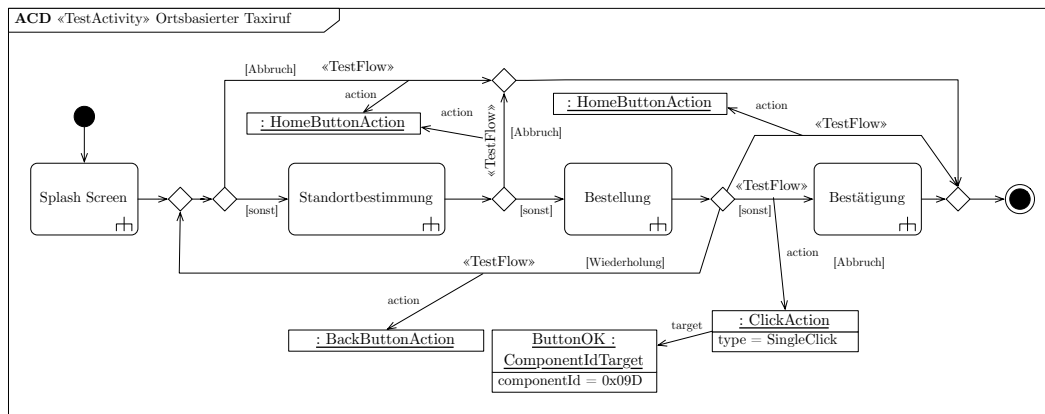 ACD «TestActivity» Ortsbasierter Taxiruf
[Abbruch]
«TestFlow»
action
: HomeButtonAction
action
«TestFlow»
[Abbruch]
: HomeButtonAction
action
«TestFlow»
Splash Screen
[sonst]
Standortbestimmung
[sonst]
Bestellung
«TestFlow»
[sonst]
Bestätigung
«TestFlow»
[Wiederholung]
action
[Abbruch]
action
: BackButtonAction
: ClickAction
type = SingleClick
target
ButtonOK :
ComponentIdTarget
componentId = 0x09D